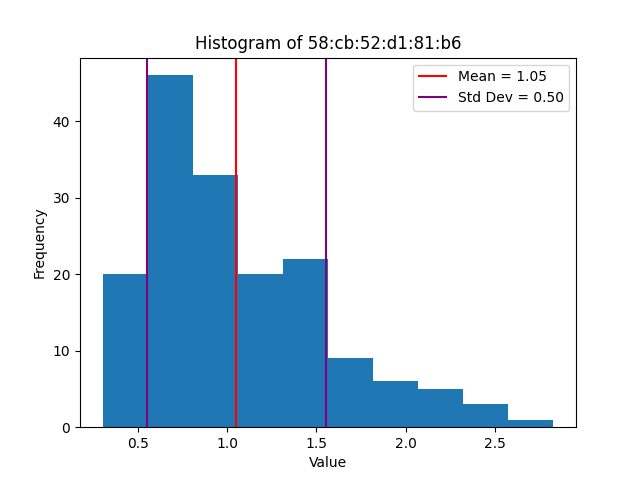 Histogram of 58:cb:52:d1:81:b6
Mean = 1.05
Std Dev = 0.50
Frequency
40
30
20
10
0
0.5 1.0 1.5 2.0 2.5
Value